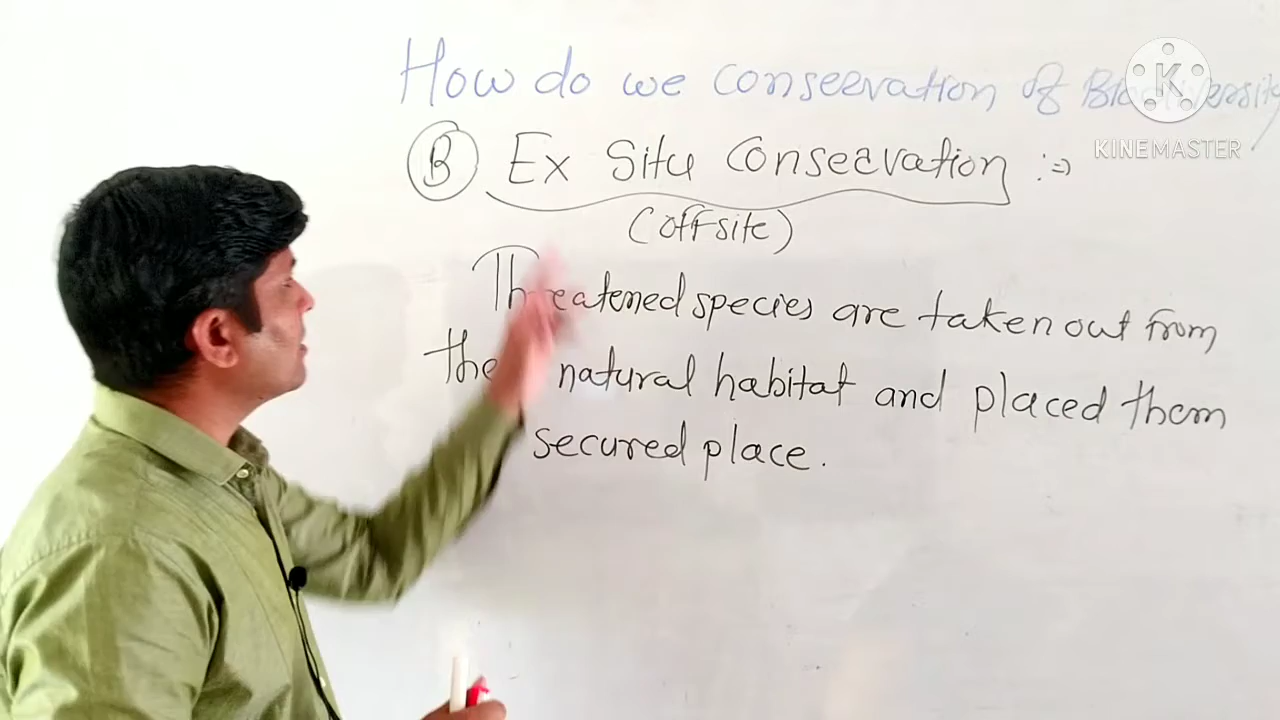 How do we conseervation of Biodiversity
K
KINEMASTER
B Ex Situ Conseavation :->
(offsite)
Threatened species are taken out from
natural habitat and placed them
secured place.